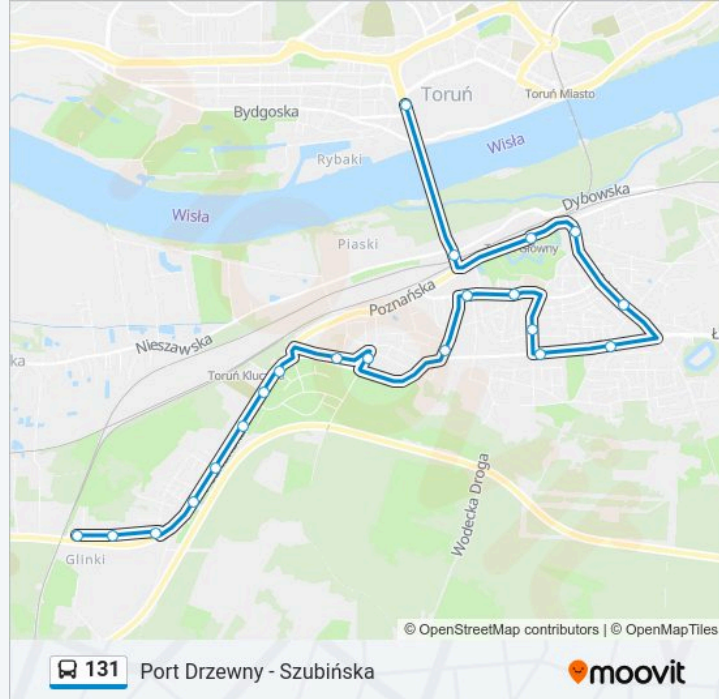 Toruń
Toruń Miasto
Bydgoska
Wisła
Rybaki
Dybowska
Wisła
Piaski
Główny
Poznańska
Nieszawska
Toruń
Wodecka Droga
Glinki
© OpenStreetMap contributors | © OpenMapTiles
131 Port Drzewny - Szubińska
moovit